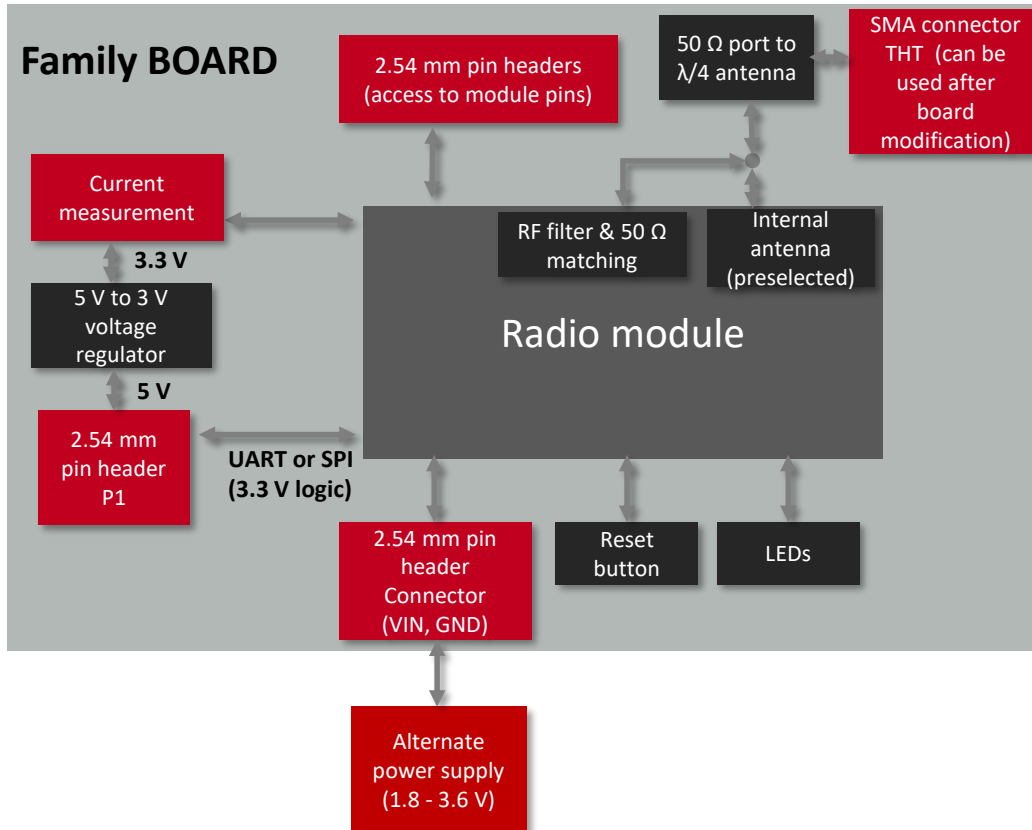 Family BOARD
2.54 mm pin headers
(access to module pins)
50 Ω port to
λ/4 antenna
SMA connector
THT  (can be
used after
board
modification)
Current
measurement
3.3 V
5 V to 3 V
voltage
regulator
5 V
2.54 mm
pin header
P1
UART or SPI
(3.3 V logic)
RF filter & 50 Ω
matching
Internal
antenna
(preselected)
Radio module
2.54 mm pin
header
Connector
(VIN, GND)
Reset
button
LEDs
Alternate
power supply
(1.8 - 3.6 V)